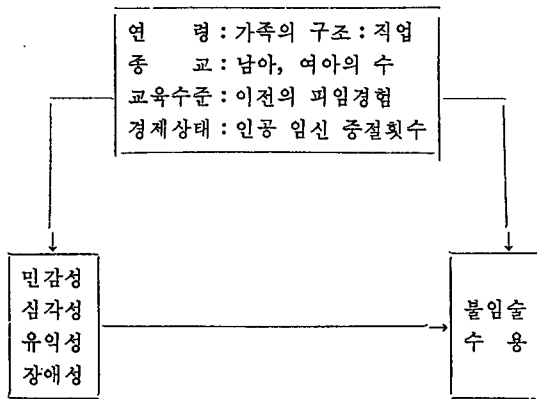 연 령 : 가족의 구조 : 직업
종 교 : 남아, 여아의 수
교육수준 : 이전의 피임경험
경제상태 : 인공 임신 중절횟수
민감성
심각성
유익성
장애성
불임술
수 용